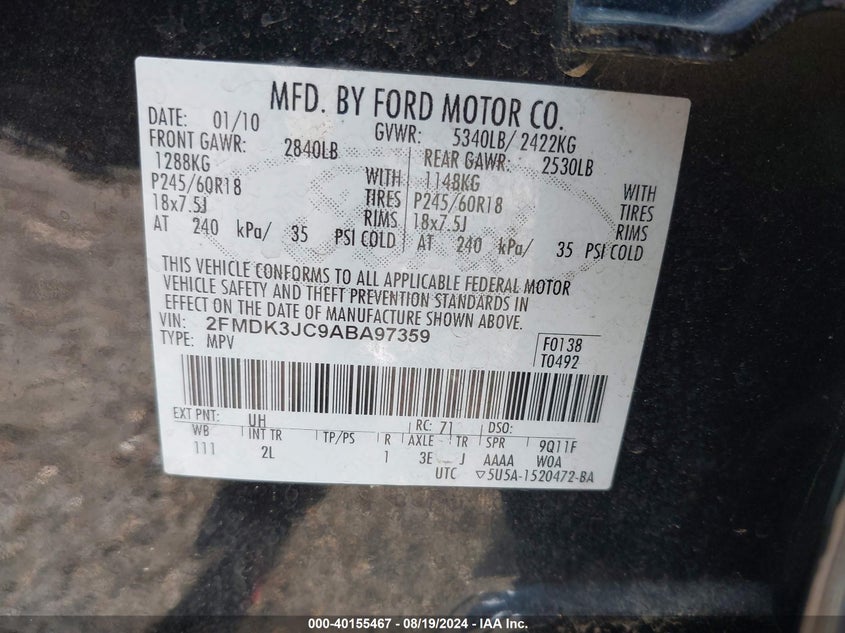 MFD. BY FORD MOTOR CO.
DATE: 01/10 GVWR: 5340LB/ 2422KG
FRONT GAWR: 2840LB REAR GAWR: 2530LB
1288KG WITH 1148KG WITH
P245/60R18 TIRES P245/60R18 TIRES
18x7.5J RIMS 18x7.5J RIMS
AT 240 kPa/ 35 PSI COLD AT 240 kPa/ 35 PSI COLD
THIS VEHICLE CONFORMS TO ALL APPLICABLE FEDERAL MOTOR
VEHICLE SAFETY AND THEFT PREVENTION STANDARDS IN
EFFECT ON THE DATE OF MANUFACTURE SHOWN ABOVE.
VIN: 2FMDK3JC9ABA97359 F0138
TYPE: MPV T0492
EXT PNT: UH RC: 71 DSO:
WB INT TR TP/PS R AXLE TR SPR 9Q11F
111 2L 1 3E J AAAA WOA
UTC ▽5U5A-1520472-BA
000-40155467 - 08/19/2024 - IAA Inc.